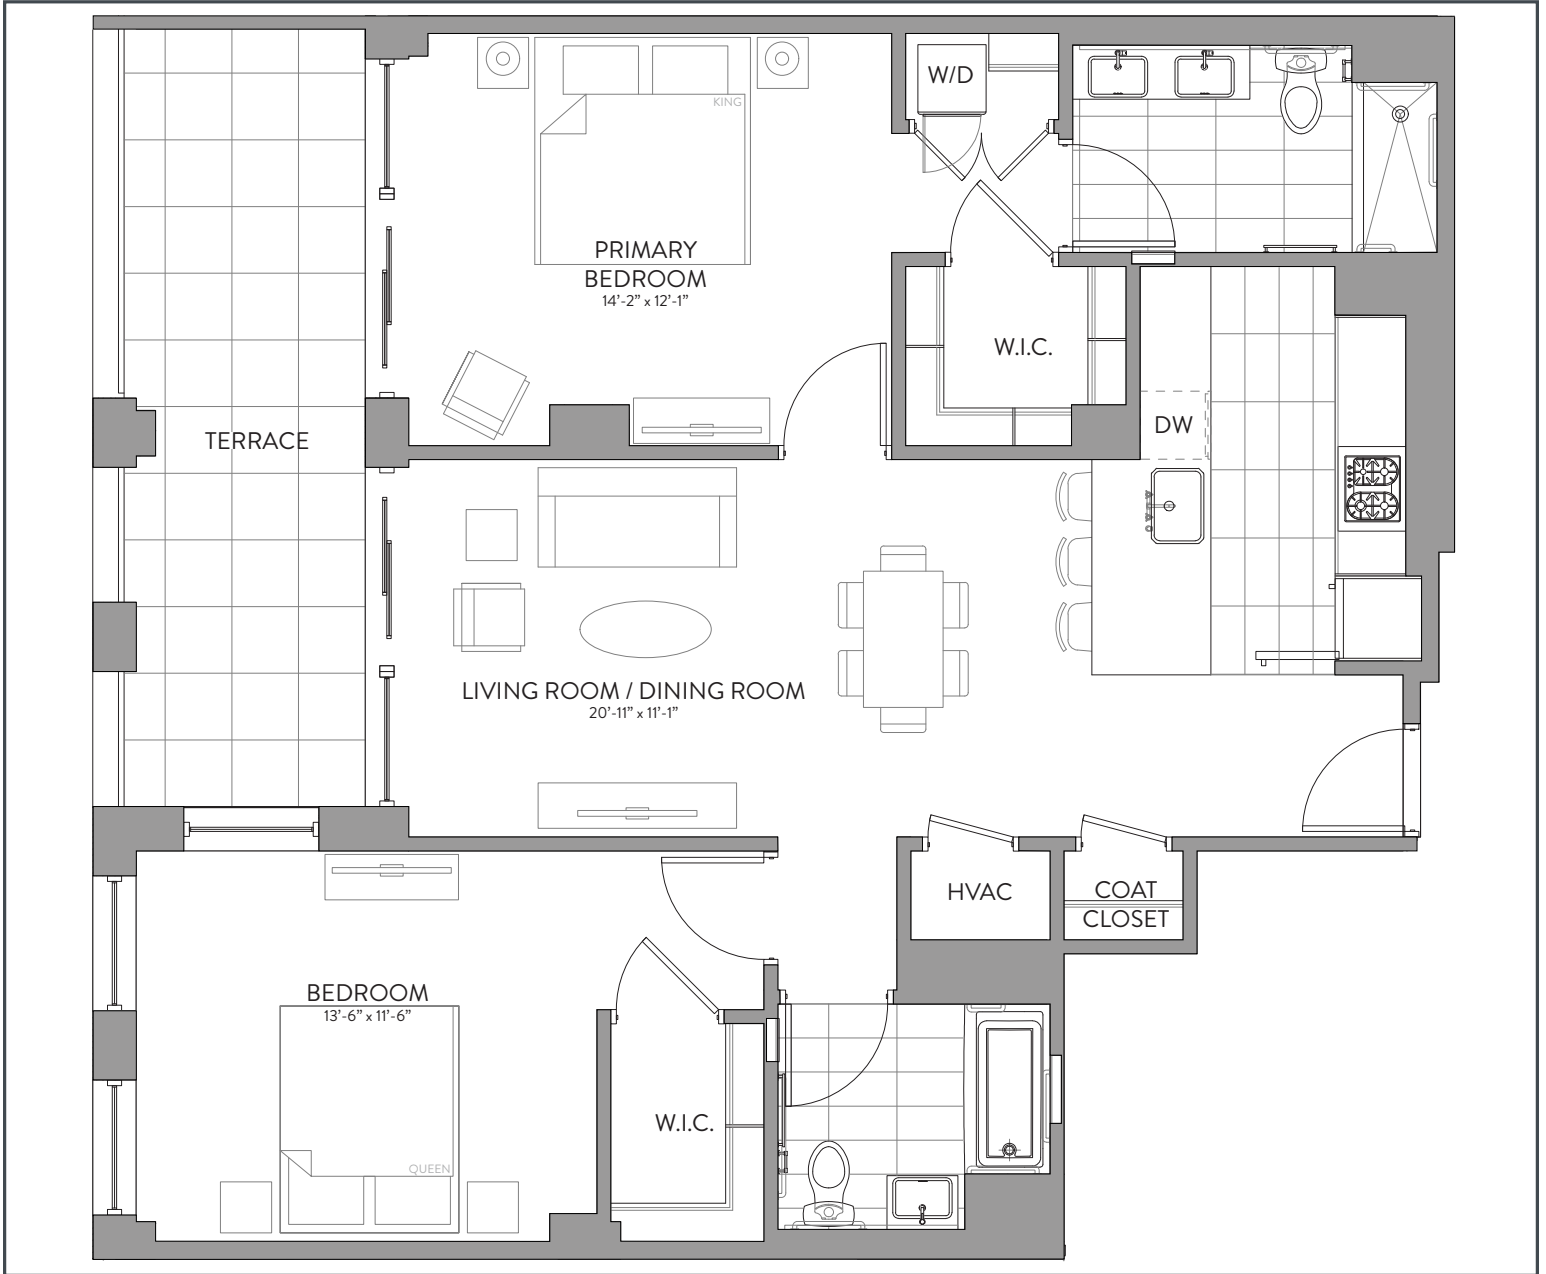 W/D
KING
PRIMARY
BEDROOM
14'-2" x 12'-1"
W.I.C.
TERRACE
DW
LIVING ROOM / DINING ROOM
20'-11" x 11'-1"
HVAC
COAT
CLOSET
BEDROOM
13'-6" x 11'-6"
W.I.C.
QUEEN